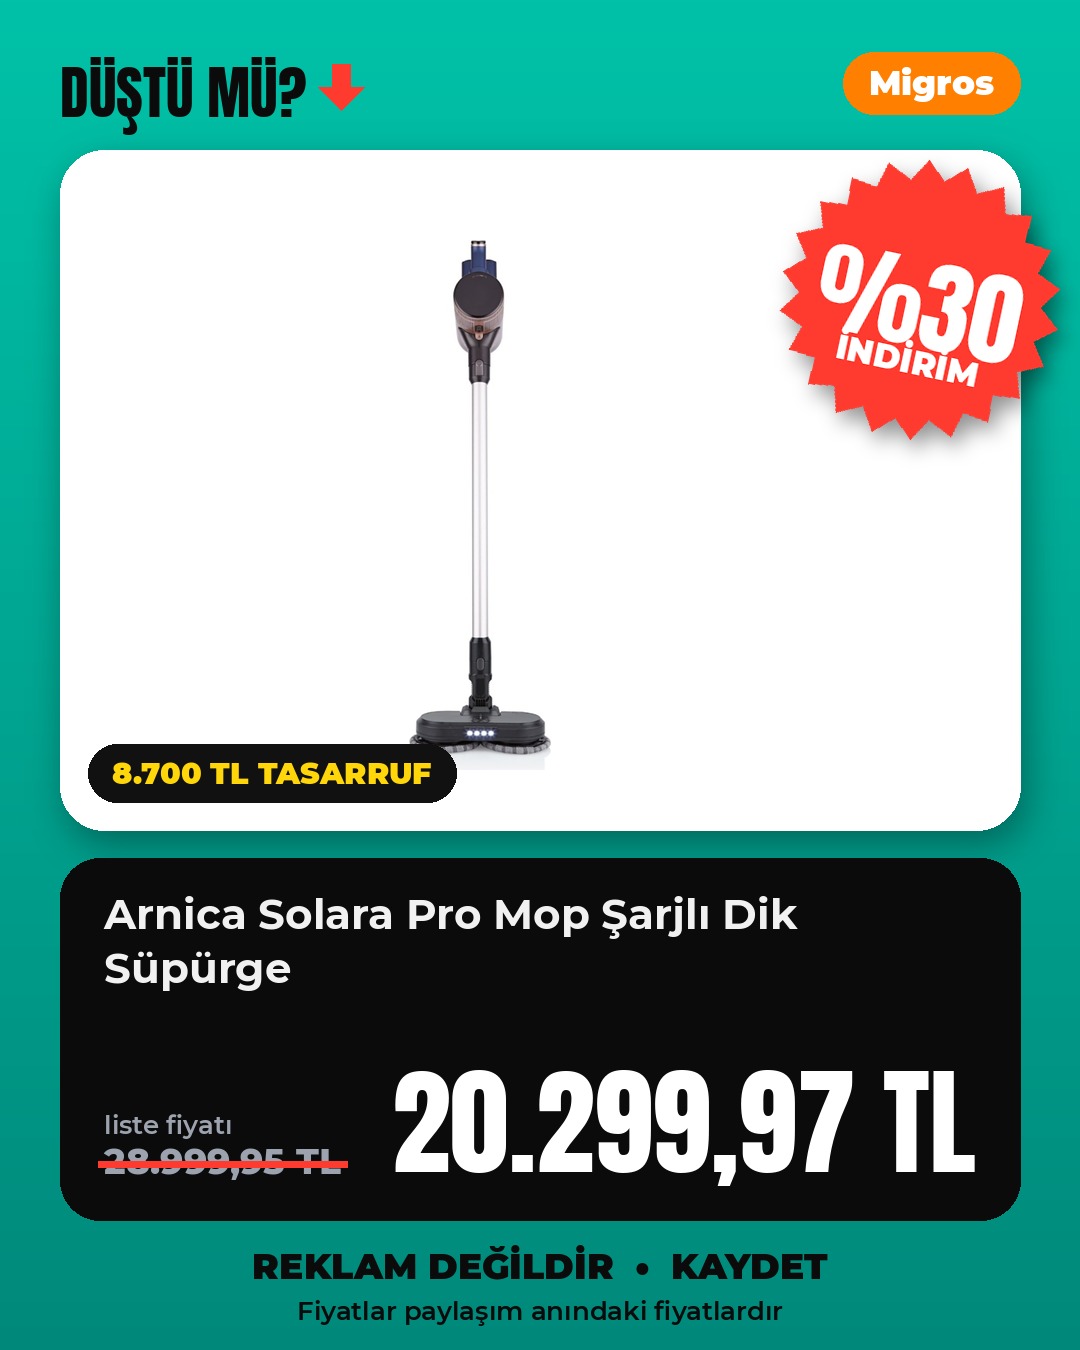 DÜŞTÜ MÜ?
Migros
%30
İNDİRİM
8.700 TL TASARRUF
Arnica Solara Pro Mop Şarjlı Dik
Süpürge
liste fiyatı
28.999,95 TL
20.299,97 TL
REKLAM DEĞİLDİR • KAYDET
Fiyatlar paylaşım anındaki fiyatlardır